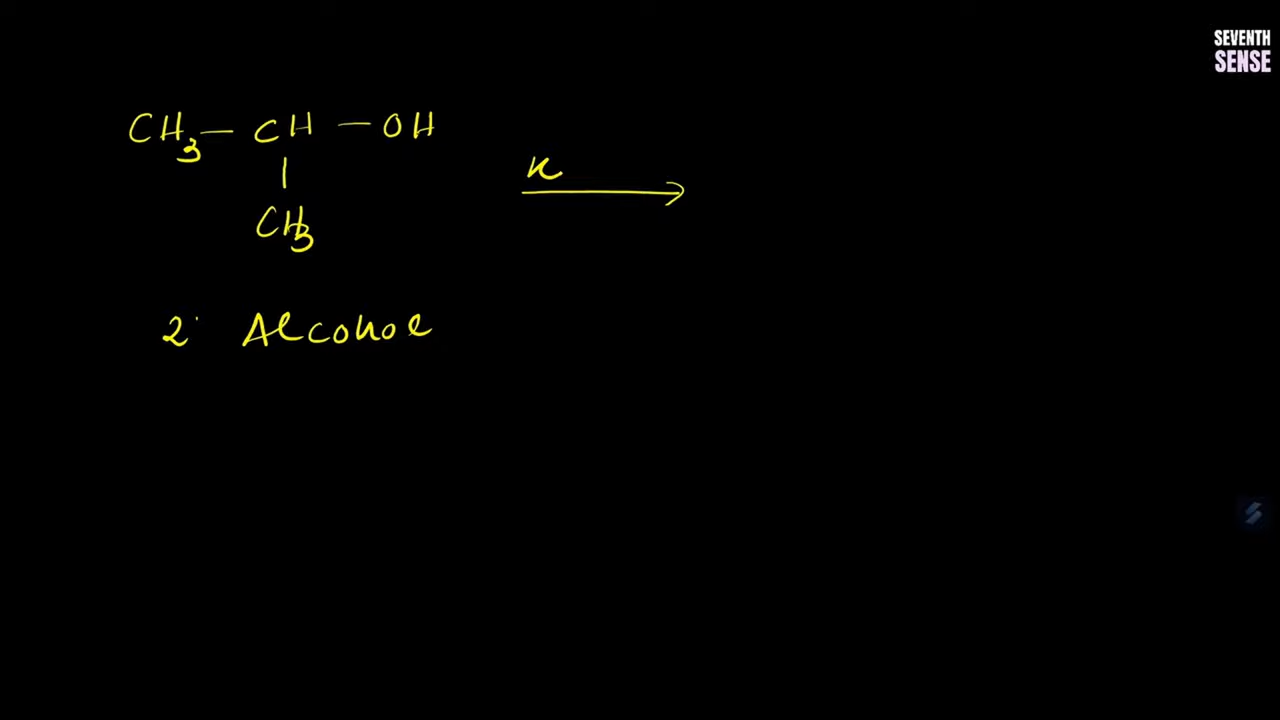 SEVENTH
SENSE
CH3 — CH — OH
|
CH3
2° Alcohol